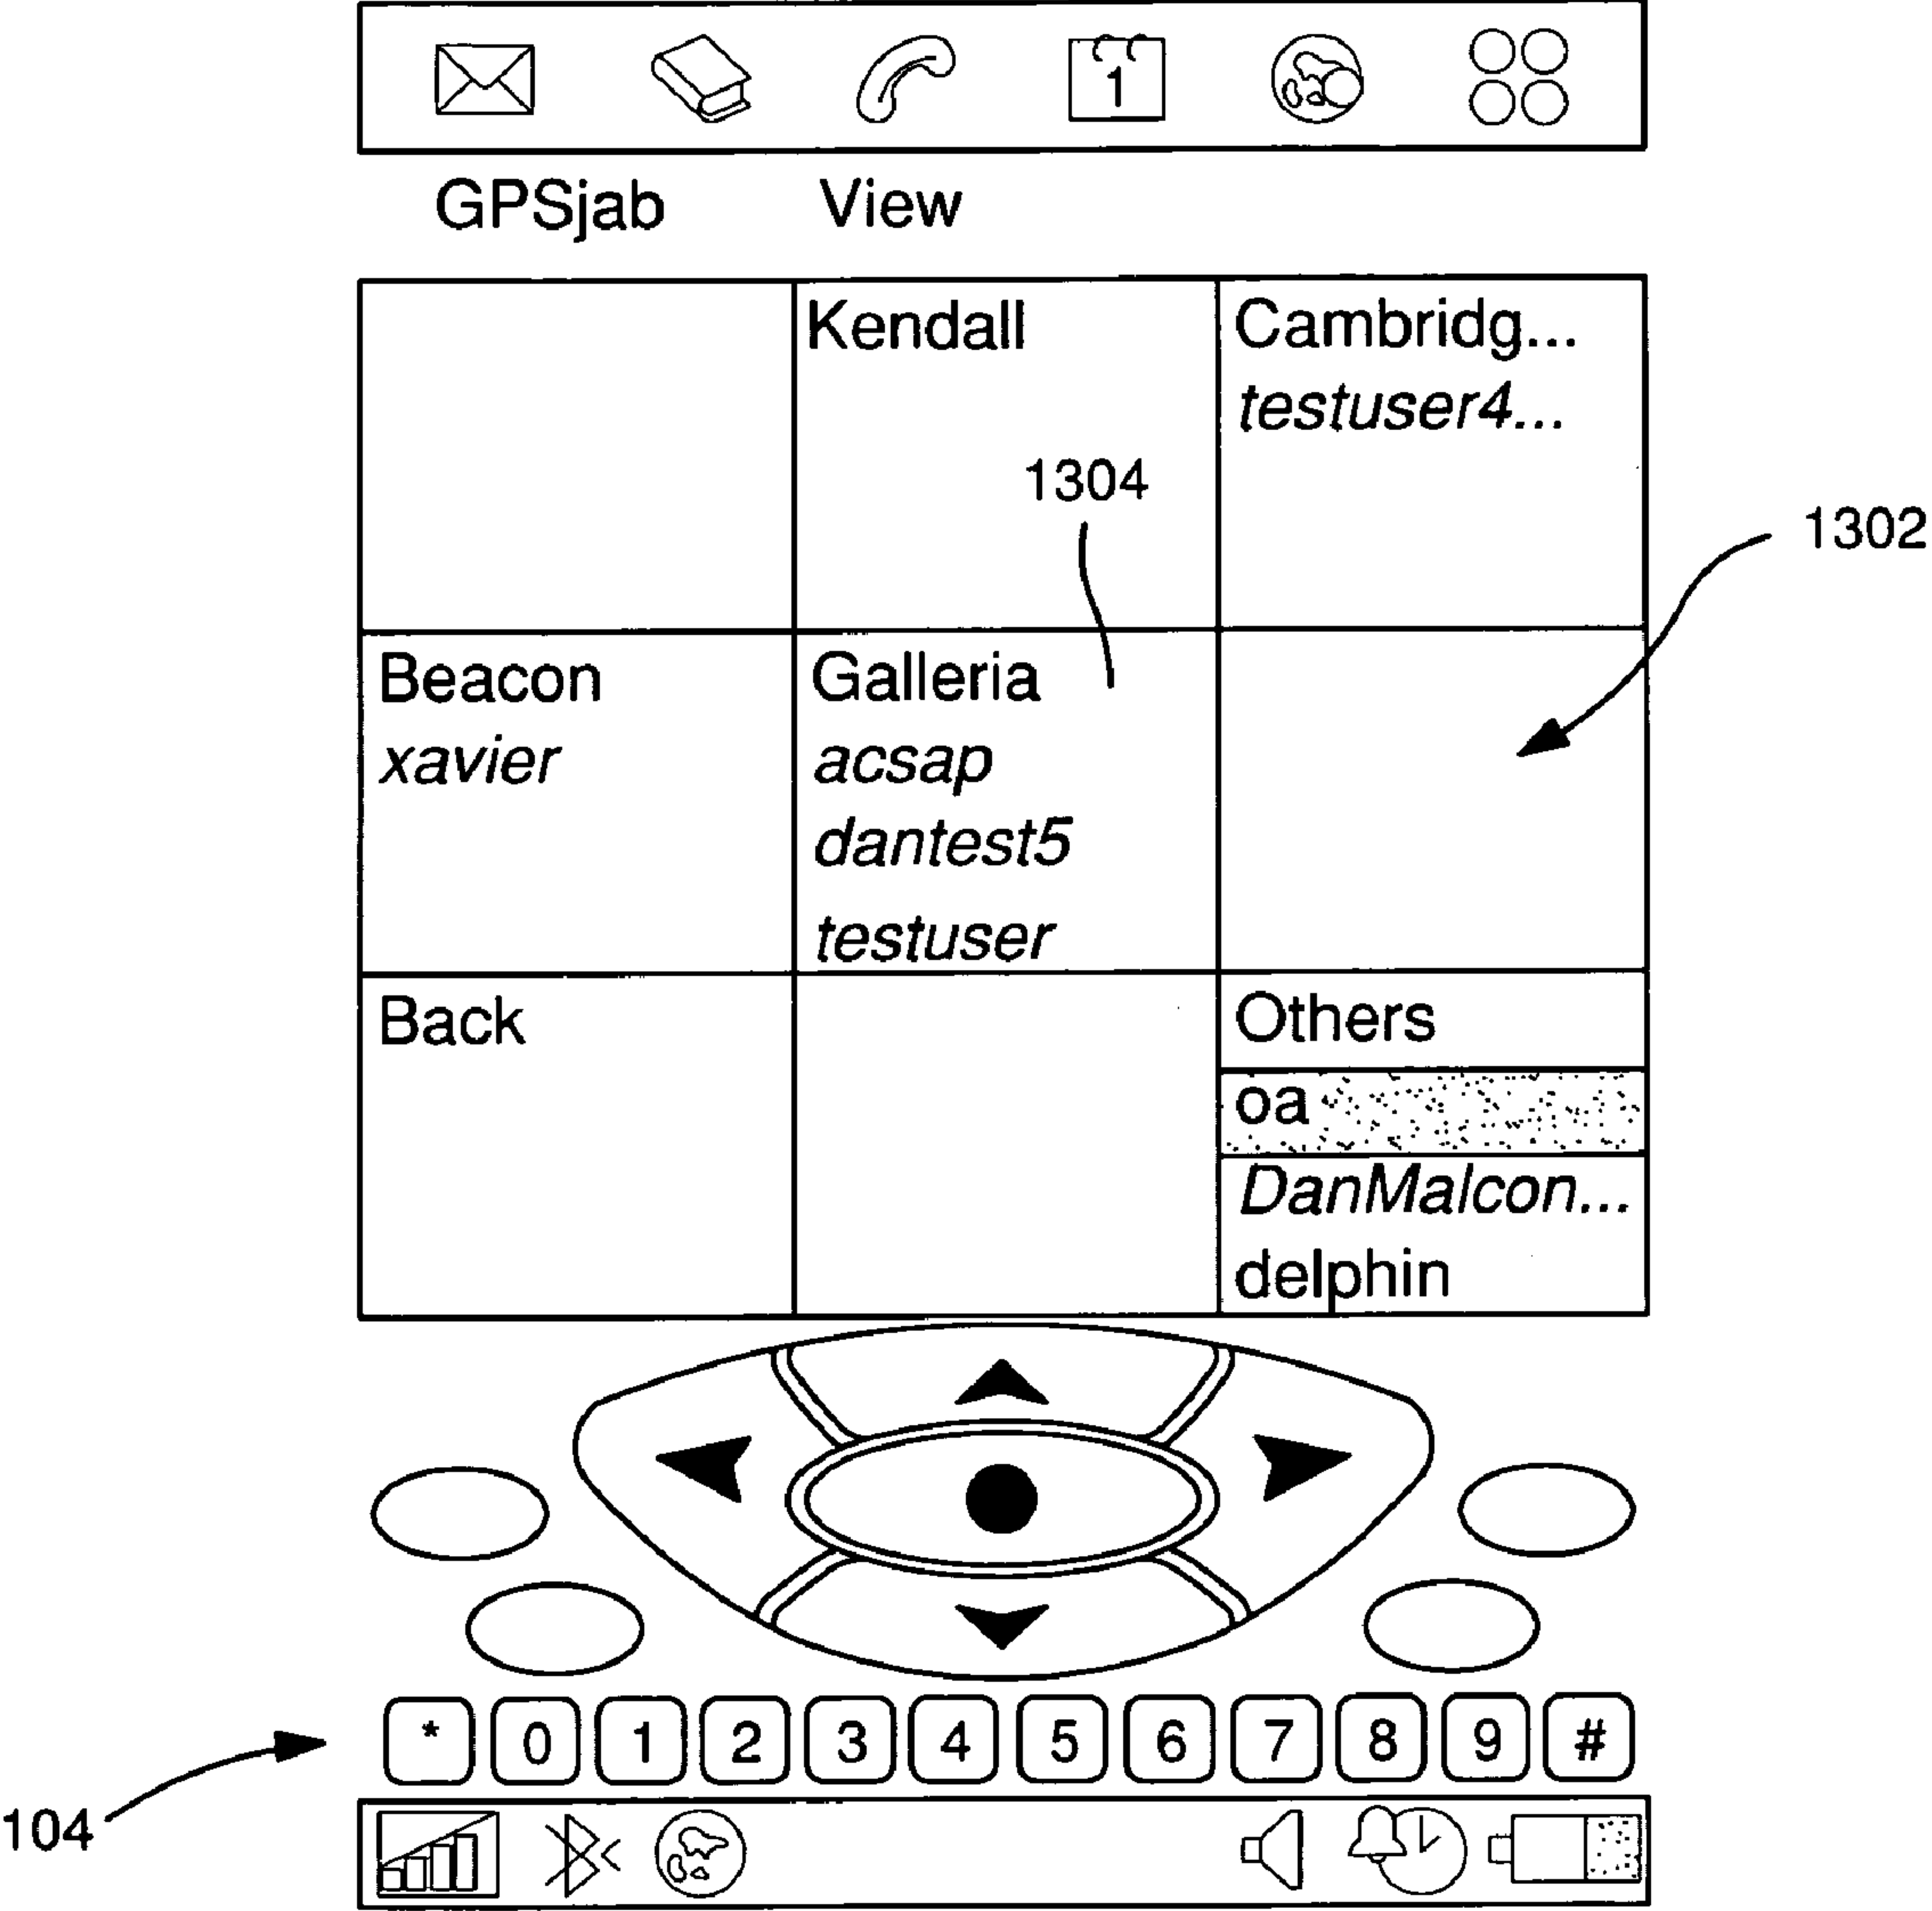 1
GPSjab View
Kendall
Cambridg...
testuser4...
1304
1302
Beacon
xavier
Galleria
acsap
dantest5
testuser
Back
Others
oa
DanMalcon...
delphin
* 0 1 2 3 4 5 6 7 8 9 #
104